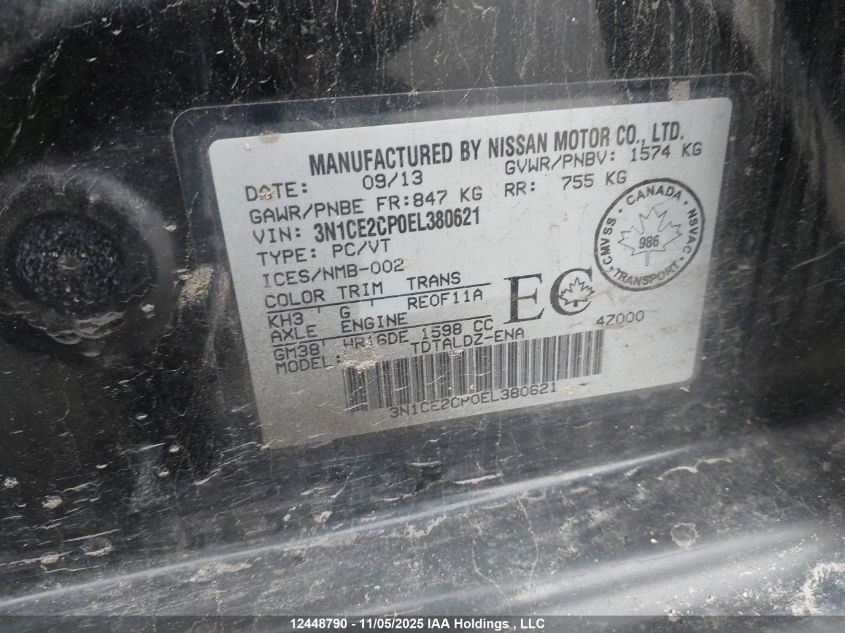 MANUFACTURED BY NISSAN MOTOR CO., LTD.
DATE: 09/13 GVWR/PNBV: 1574 KG
GAWR/PNBE FR: 847 KG RR: 755 KG
VIN: 3N1CE2CP0EL380621
TYPE: PC/VT
ICES/NMB-002
COLOR TRIM TRANS
KH3 G RE0F11A
AXLE ENGINE
GM38 HR16DE 1598 CC
MODEL: TDTALDZ-ENA 4Z000
3N1CE2CP0EL380621
EC
CANADA
CMVSS NSVAC
986
TRANSPORT
12448790 - 11/05/2025 IAA Holdings , LLC